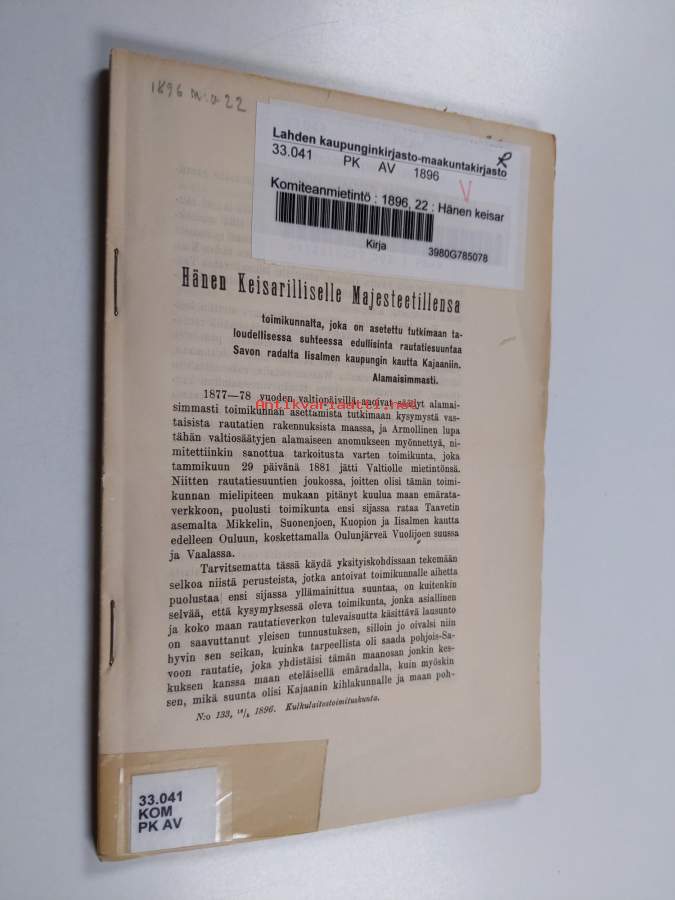 1896 m:ö 22
Lahden kaupunginkirjasto-maakuntakirjasto
33.041 PK AV 1896
R
V
Komiteanmietintö : 1896, 22 : Hänen keisar
Kirja 3980G785078
Hänen Keisarilliselle Majesteetillensa
toimikunnalta, joka on asetettu tutkimaan ta-
loudellisessa suhteessa edullisinta rautatiesuuntaa
Savon radalta Iisalmen kaupungin kautta Kajaaniin.
Alamaisimmasti.
1877—78 vuoden valtiopäivillä anoivat säädyt alamai-
Antikvariaatti.net
simmasti toimikunnan asettamista tutkimaan kysymystä vas-
taisista rautatien rakennuksista maassa, ja Armollinen lupa
tähän valtiosäätyjen alamaiseen anomukseen myönnettyä, ni-
mitettiinkin sanottua tarkoitusta varten toimikunta, joka
tammikuun 29 päivänä 1881 jätti Valtiolle mietintönsä.
Niitten rautatiesuuntien joukossa, joitten olisi tämän toimi-
kunnan mielipiteen mukaan pitänyt kuulua maan emärata-
verkkoon, puolusti toimikunta ensi sijassa rataa Taavetin
asemalta Mikkelin, Suonenjoen, Kuopion ja Iisalmen kautta
edelleen Ouluun, koskettamalla Oulunjärveä Vuolijoen suussa
ja Vaalassa.
Tarvitsematta tässä käydä yksityiskohdissaan tekemään
selkoa niistä perusteista, jotka antoivat toimikunnalle aihetta
puolustaa ensi sijassa yllämainittua suuntaa, on kuitenkin
selvää, että kysymyksessä oleva toimikunta, jonka asiallinen
ja koko maan rautatieverkon tulevaisuutta käsittävä lausunto
on saavuttanut yleisen tunnustuksen, silloin jo oivalsi niin
hyvin sen seikan, kuinka tarpeellista oli saada pohjois-Sa-
voon rautatie, joka yhdistäisi tämän maanosan jonkin kes-
kuksen kanssa maan eteläisellä emäradalla, kuin myöskin
sen, mikä suunta olisi Kajaanin kihlakunnalle ja maan poh-
N:o 133, 1896. Kulkulaitostoimituskunta.
33.041
KOM
PK AV